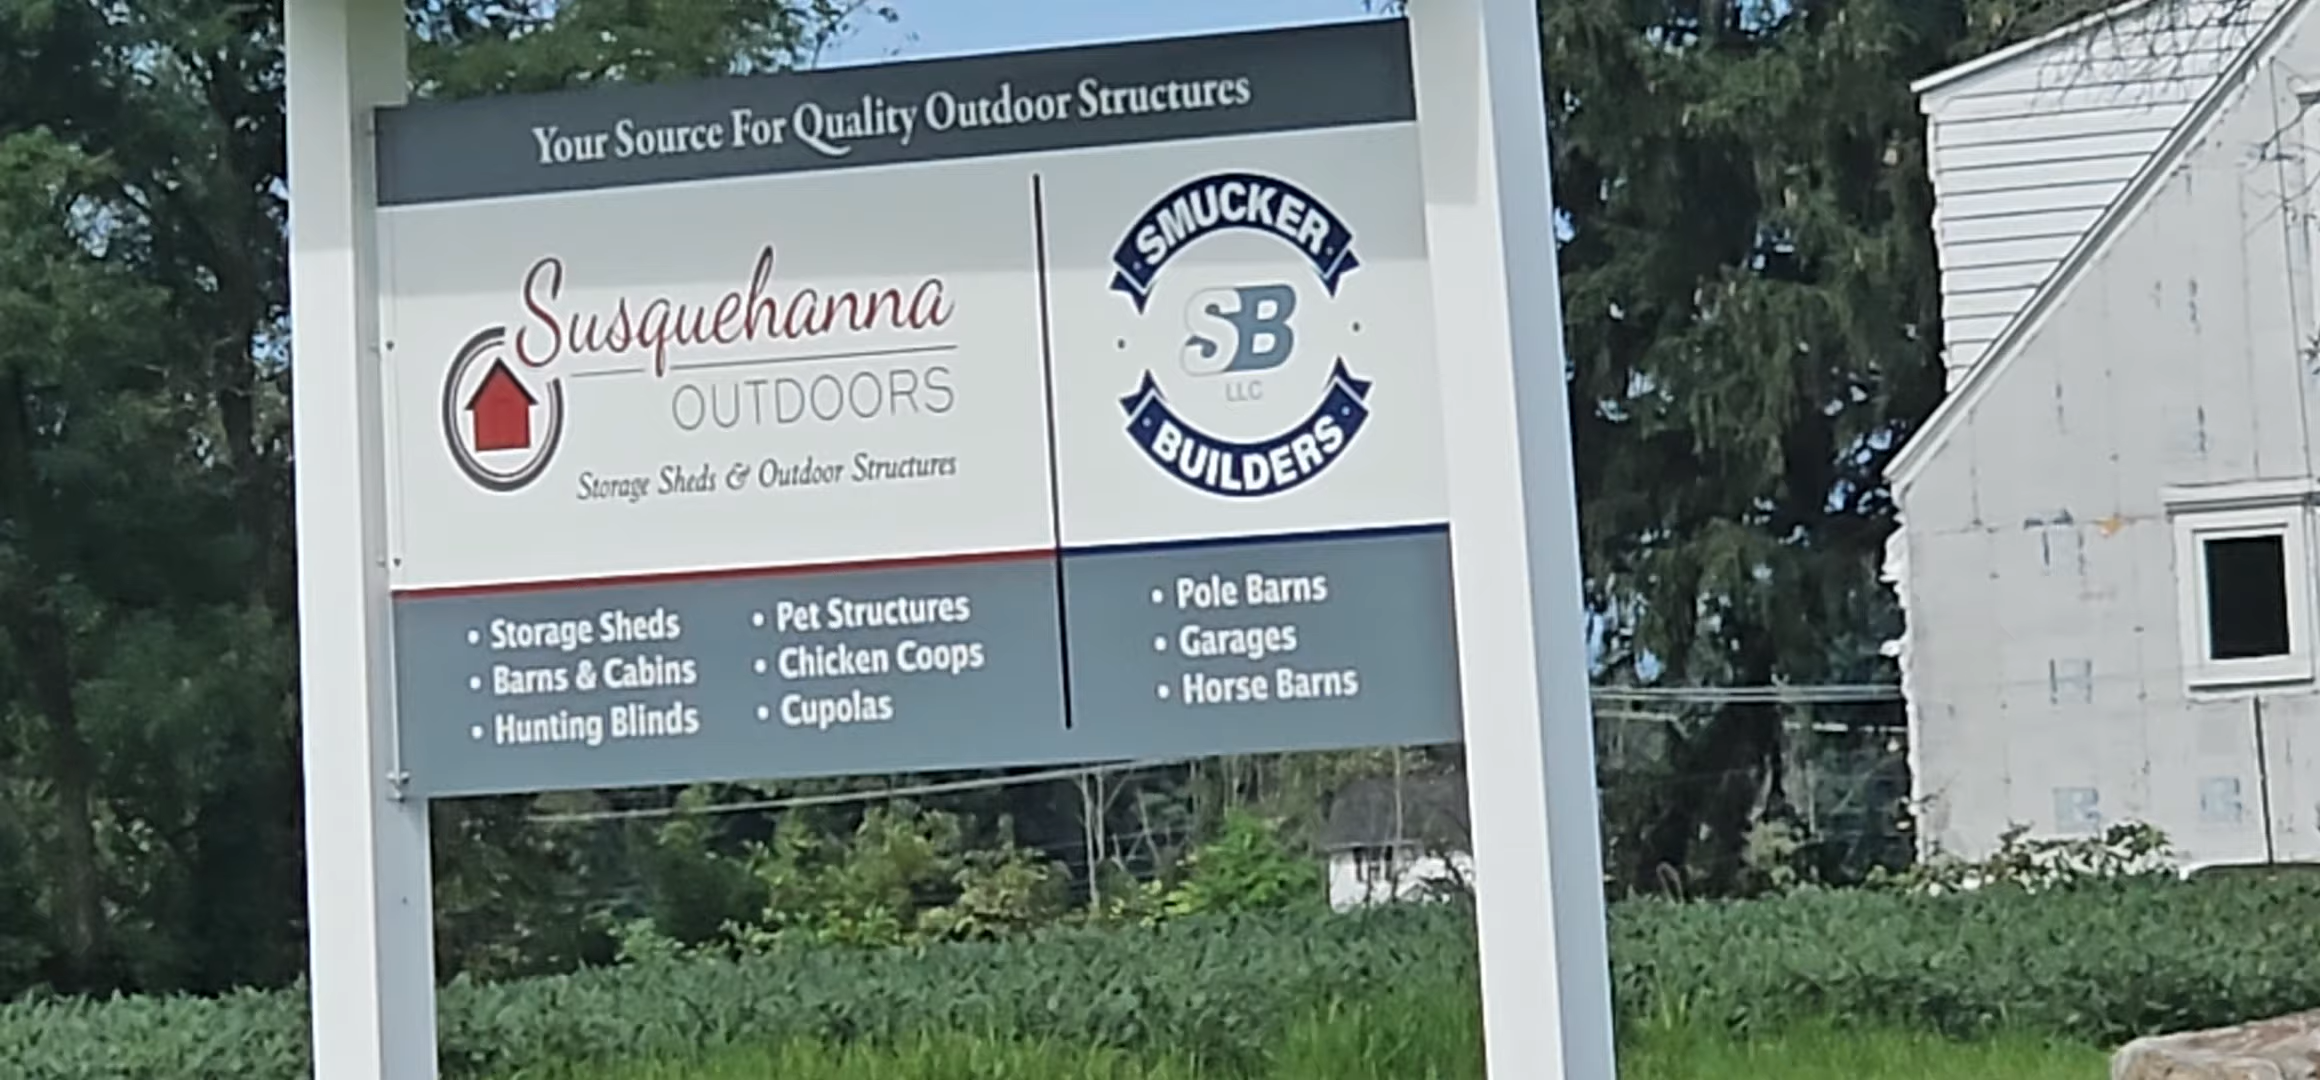 Your Source For Quality Outdoor Structures
Susquehanna
OUTDOORS
Storage Sheds & Outdoor Structures
SMUCKER
SB
LLC
BUILDERS
• Storage Sheds
• Barns & Cabins
• Hunting Blinds
• Pet Structures
• Chicken Coops
• Cupolas
• Pole Barns
• Garages
• Horse Barns